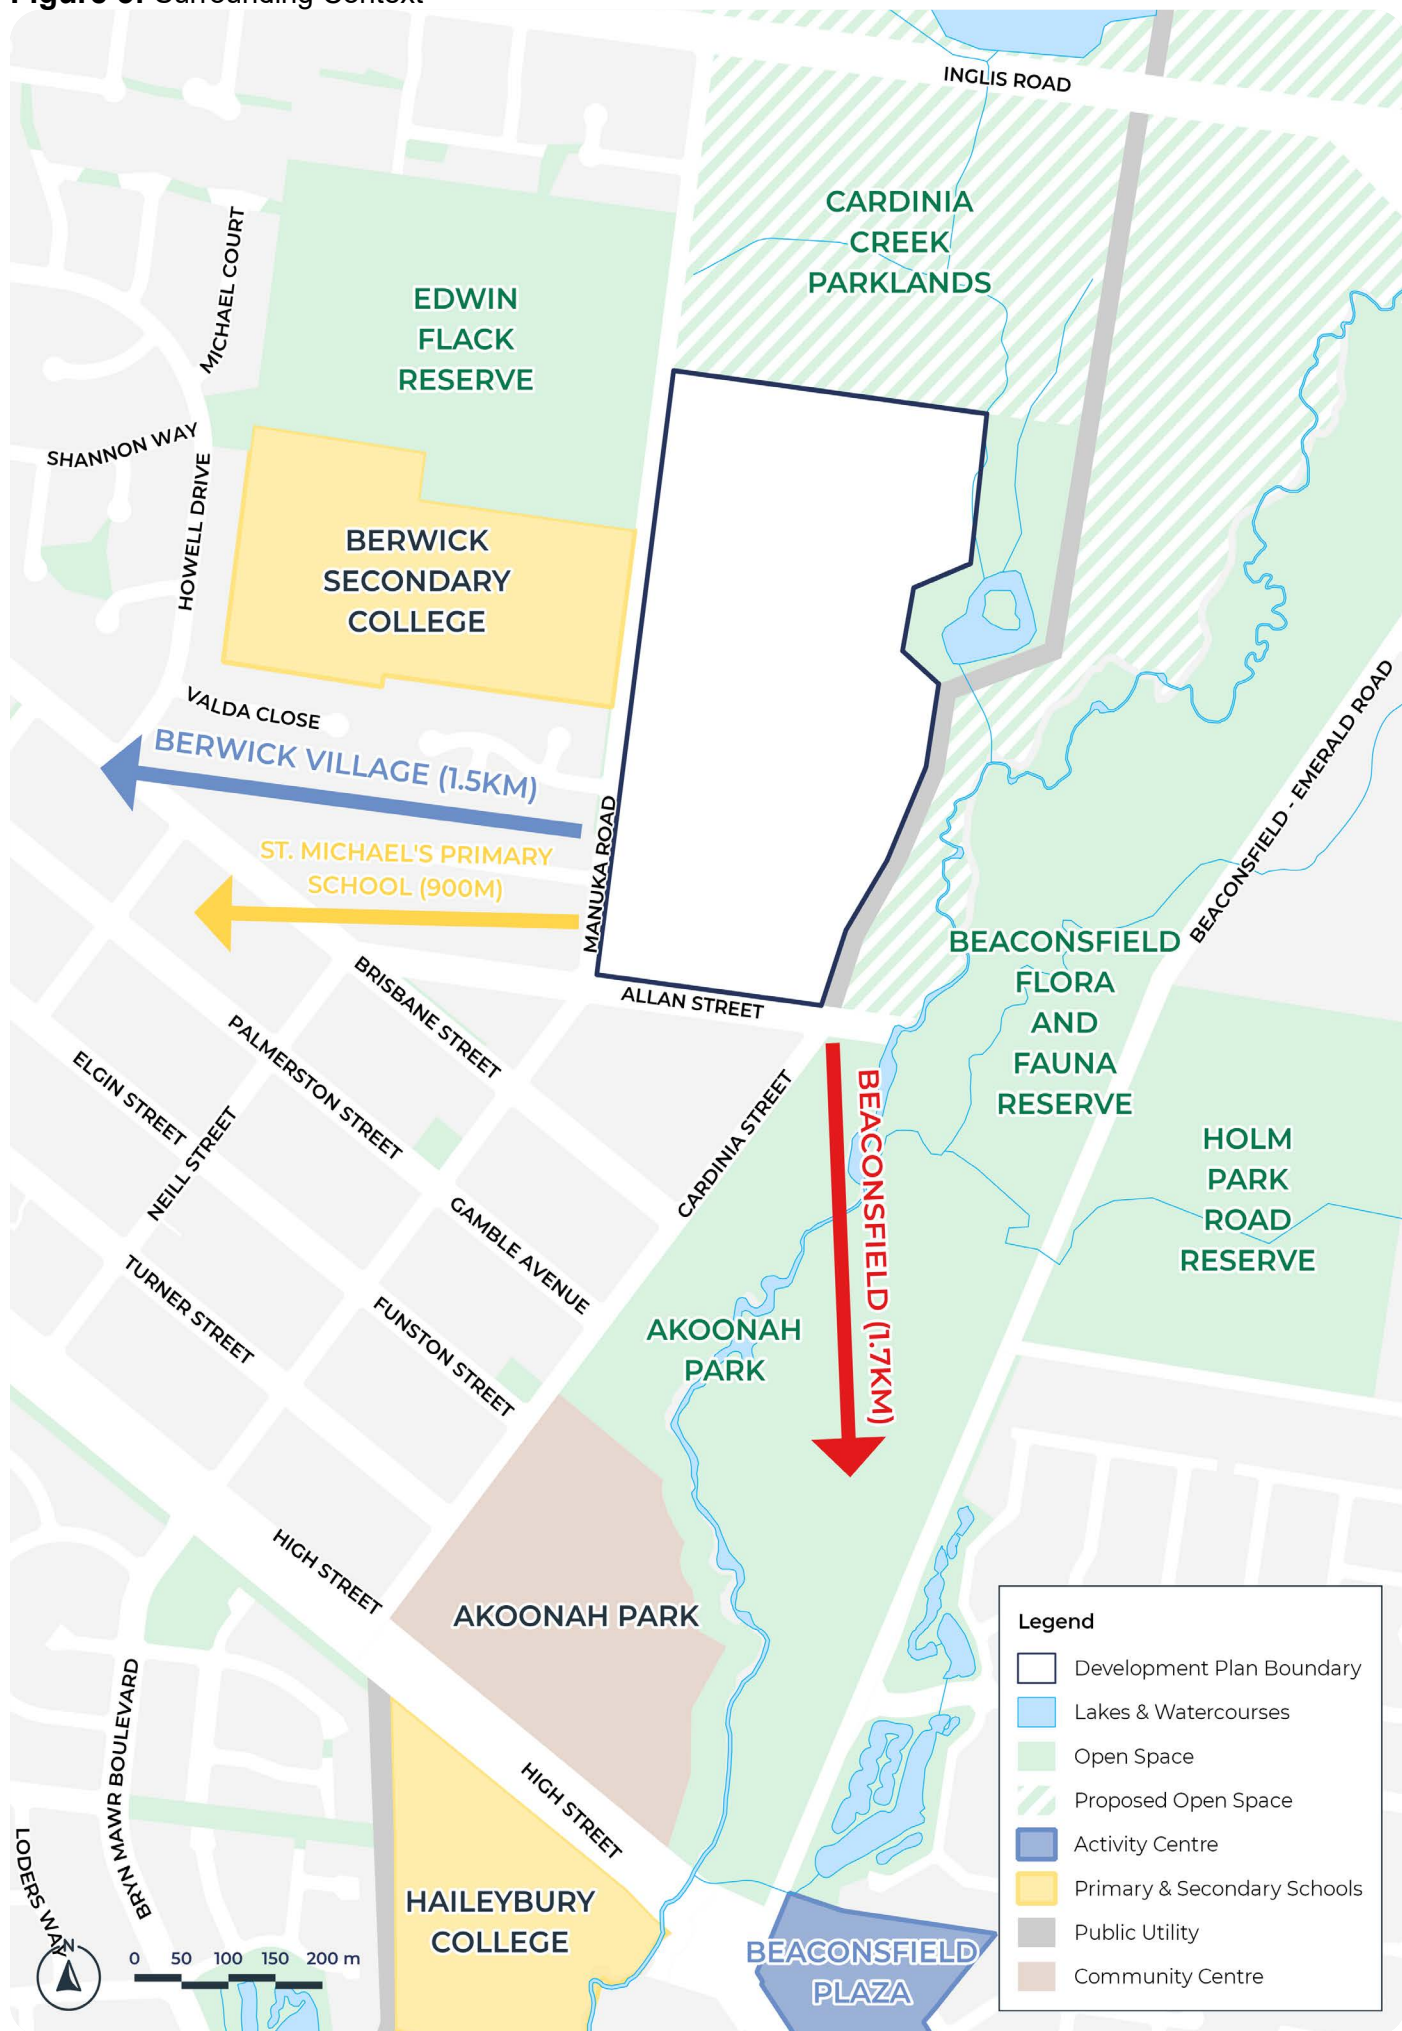 Figure 3: Surrounding Context
INGLIS ROAD
CARDINIA
CREEK
PARKLANDS
MICHAEL COURT
EDWIN
FLACK
RESERVE
SHANNON WAY
HOWELL DRIVE
BERWICK
SECONDARY
COLLEGE
VALDA CLOSE
BERWICK VILLAGE (1.5KM)
ST. MICHAEL'S PRIMARY
SCHOOL (900M)
MANUKA ROAD
BEACONSFIELD - EMERALD ROAD
ALLAN STREET
BRISBANE STREET
PALMERSTON STREET
ELGIN STREET
NEILL STREET
CARDINIA STREET
BEACONSFIELD
FLORA
AND
FAUNA
RESERVE
BEACONSFIELD (1.7KM)
HOLM
PARK
ROAD
RESERVE
GAMBLE AVENUE
TURNER STREET
FUNSTON STREET
AKOONAH
PARK
HIGH STREET
AKOONAH PARK
HIGH STREET
BRYN MAWR BOULEVARD
LODERS WAY
HAILEYBURY
COLLEGE
BEACONSFIELD
PLAZA
N
0 50 100 150 200 m
Legend
Development Plan Boundary
Lakes & Watercourses
Open Space
Proposed Open Space
Activity Centre
Primary & Secondary Schools
Public Utility
Community Centre